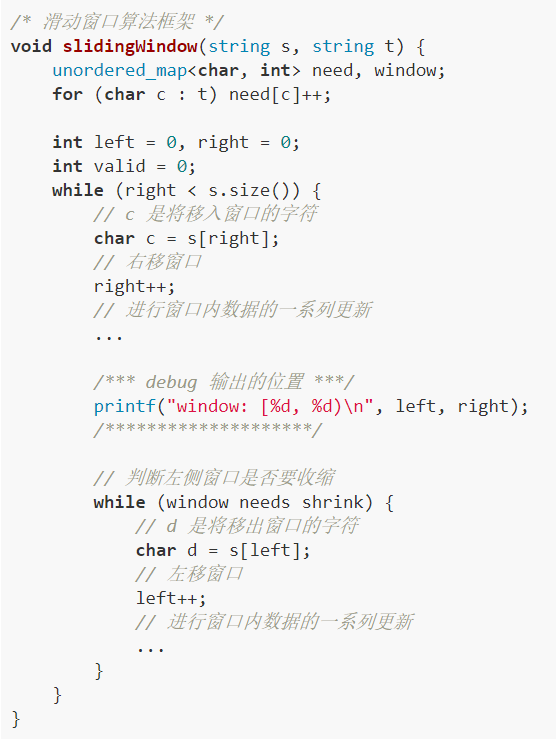 /* 滑动窗口算法框架 */
void slidingWindow(string s, string t) {
    unordered_map<char, int> need, window;
    for (char c : t) need[c]++;

    int left = 0, right = 0;
    int valid = 0;
    while (right < s.size()) {
        // c 是将移入窗口的字符
        char c = s[right];
        // 右移窗口
        right++;
        // 进行窗口内数据的一系列更新
        ...

        /*** debug 输出的位置 ***/
        printf("window: [%d, %d)\n", left, right);
        /********************/

        // 判断左侧窗口是否要收缩
        while (window needs shrink) {
            // d 是将移出窗口的字符
            char d = s[left];
            // 左移窗口
            left++;
            // 进行窗口内数据的一系列更新
            ...
        }
    }
}